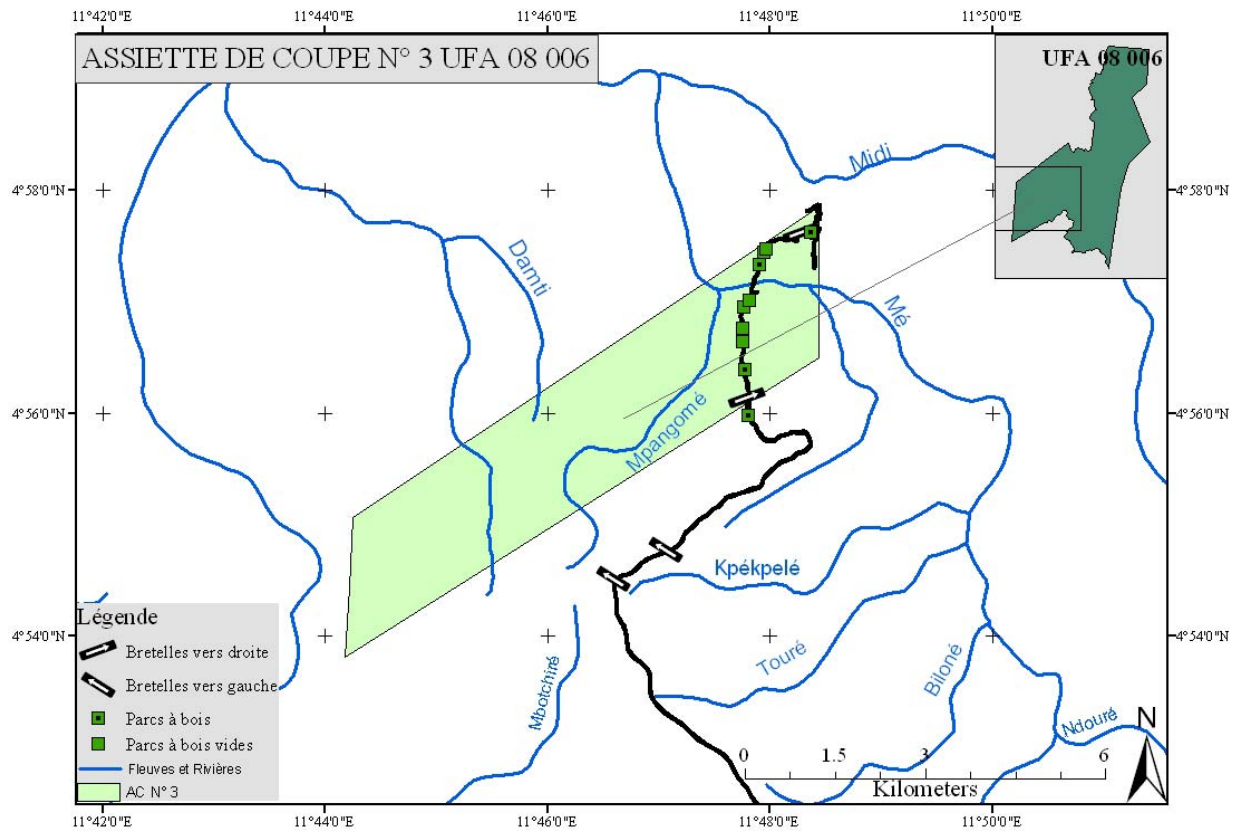 11°42'0"E 11°44'0"E 11°46'0"E 11°48'0"E 11°50'0"E
ASSIETTE DE COUPE N° 3 UFA 08 006
UFA 08 006
Midi
4°58'0"N 4°58'0"N
Damti
Mé
4°56'0"N 4°56'0"N
Mpangomé
Kpékpelé
Légende
Bretelles vers droite
Bretelles vers gauche
Parcs à bois
Parcs à bois vides
Fleuves et Rivières
AC N° 3
4°54'0"N 4°54'0"N
Touré
Biloné
Mbotchiré
Ndouré
N
0 1.5 3 6
Kilometers
11°42'0"E 11°44'0"E 11°46'0"E 11°48'0"E 11°50'0"E